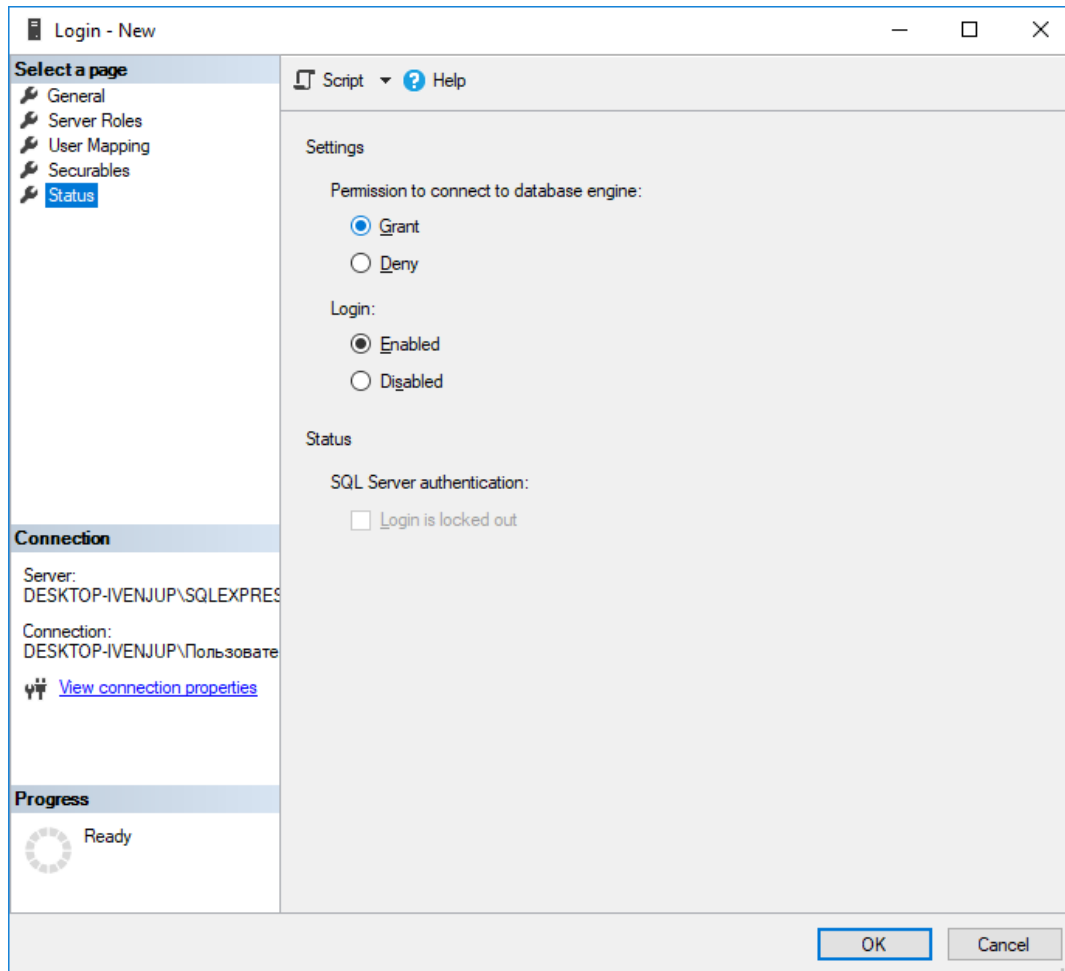 Login - New
Select a page
General
Server Roles
User Mapping
Securables
Status
Script
Help
Settings
Permission to connect to database engine:
Grant
Deny
Login:
Enabled
Disabled
Status
SQL Server authentication:
Login is locked out
Connection
Server:
DESKTOP-IVENJUP\SQLEXPRES
Connection:
DESKTOP-IVENJUP\Пользовате
View connection properties
Progress
Ready
OK
Cancel